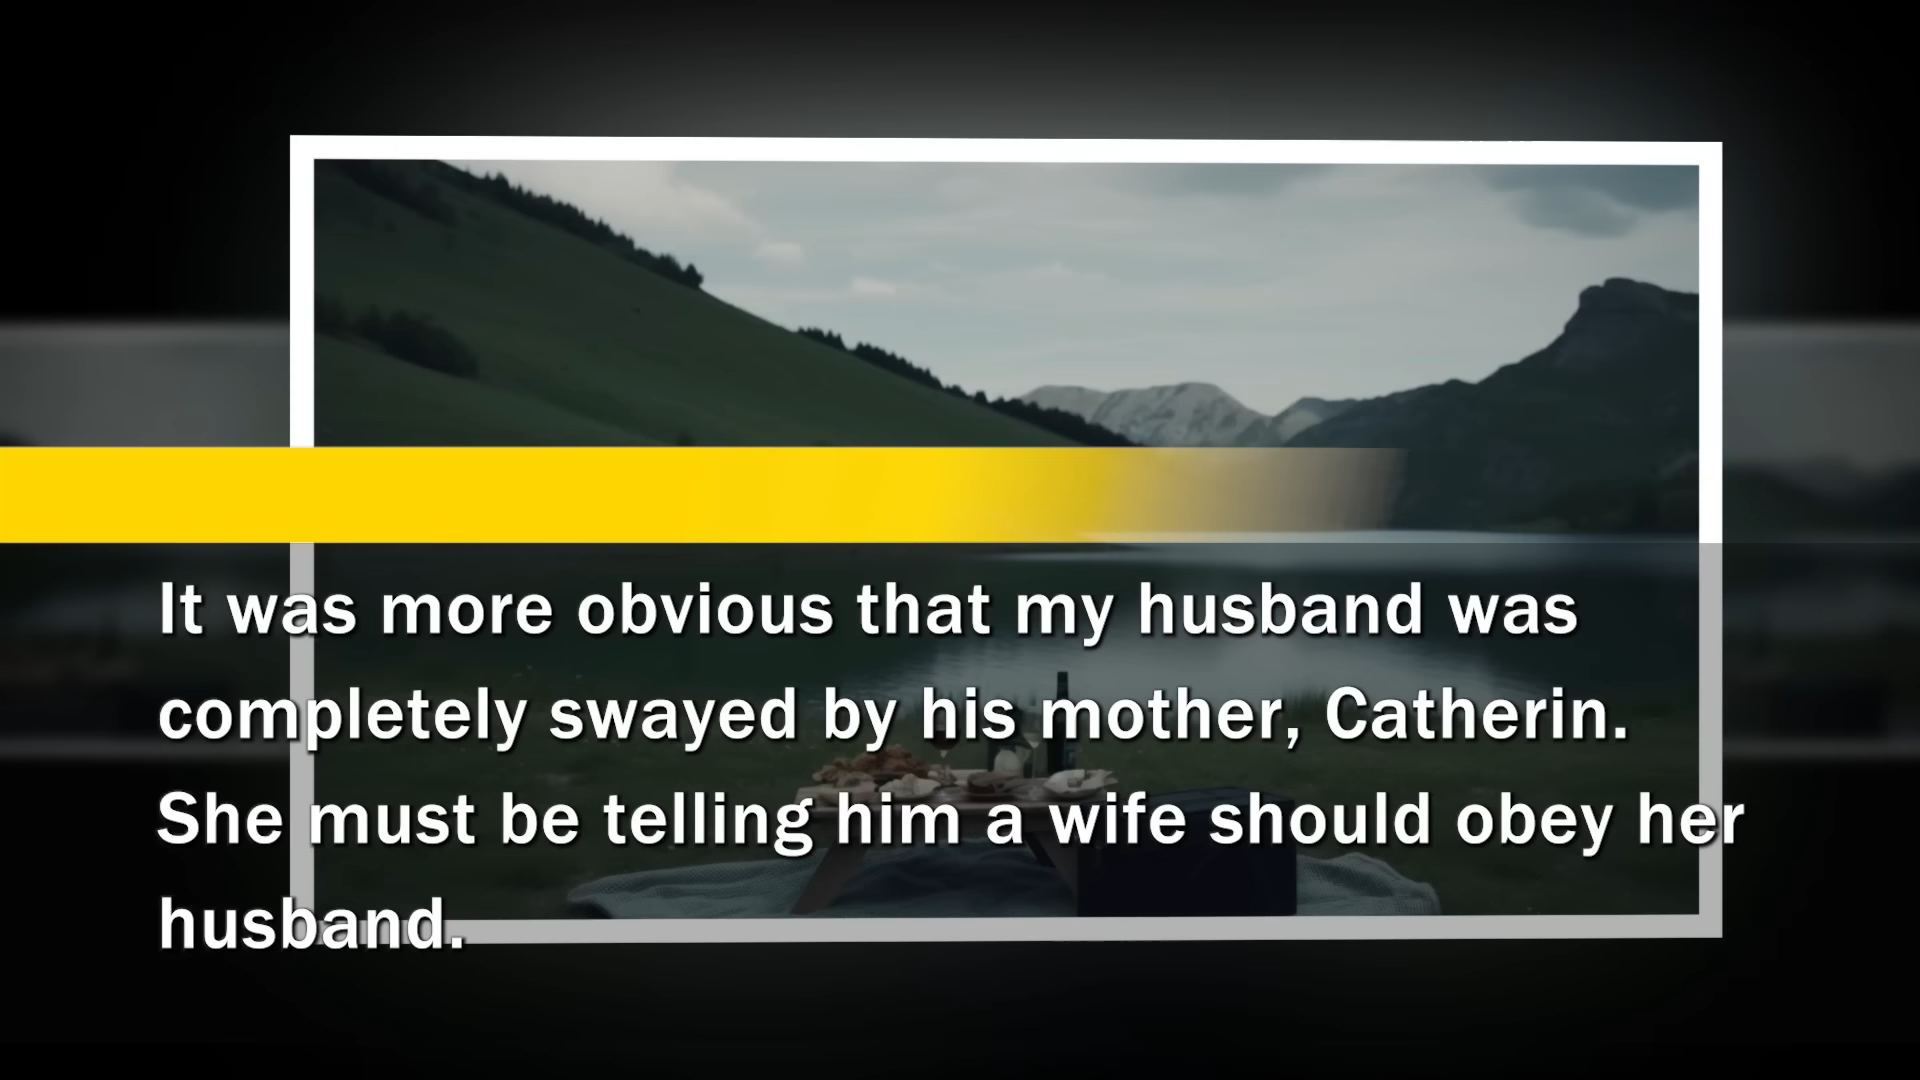 It was more obvious that my husband was
completely swayed by his mother, Catherin.
She must be telling him a wife should obey her
husband.